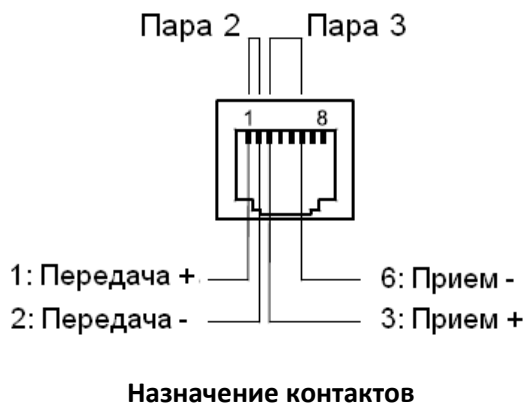 Пара 2 Пара 3
1 8
1: Передача + 6: Прием -
2: Передача - 3: Прием +
Назначение контактов